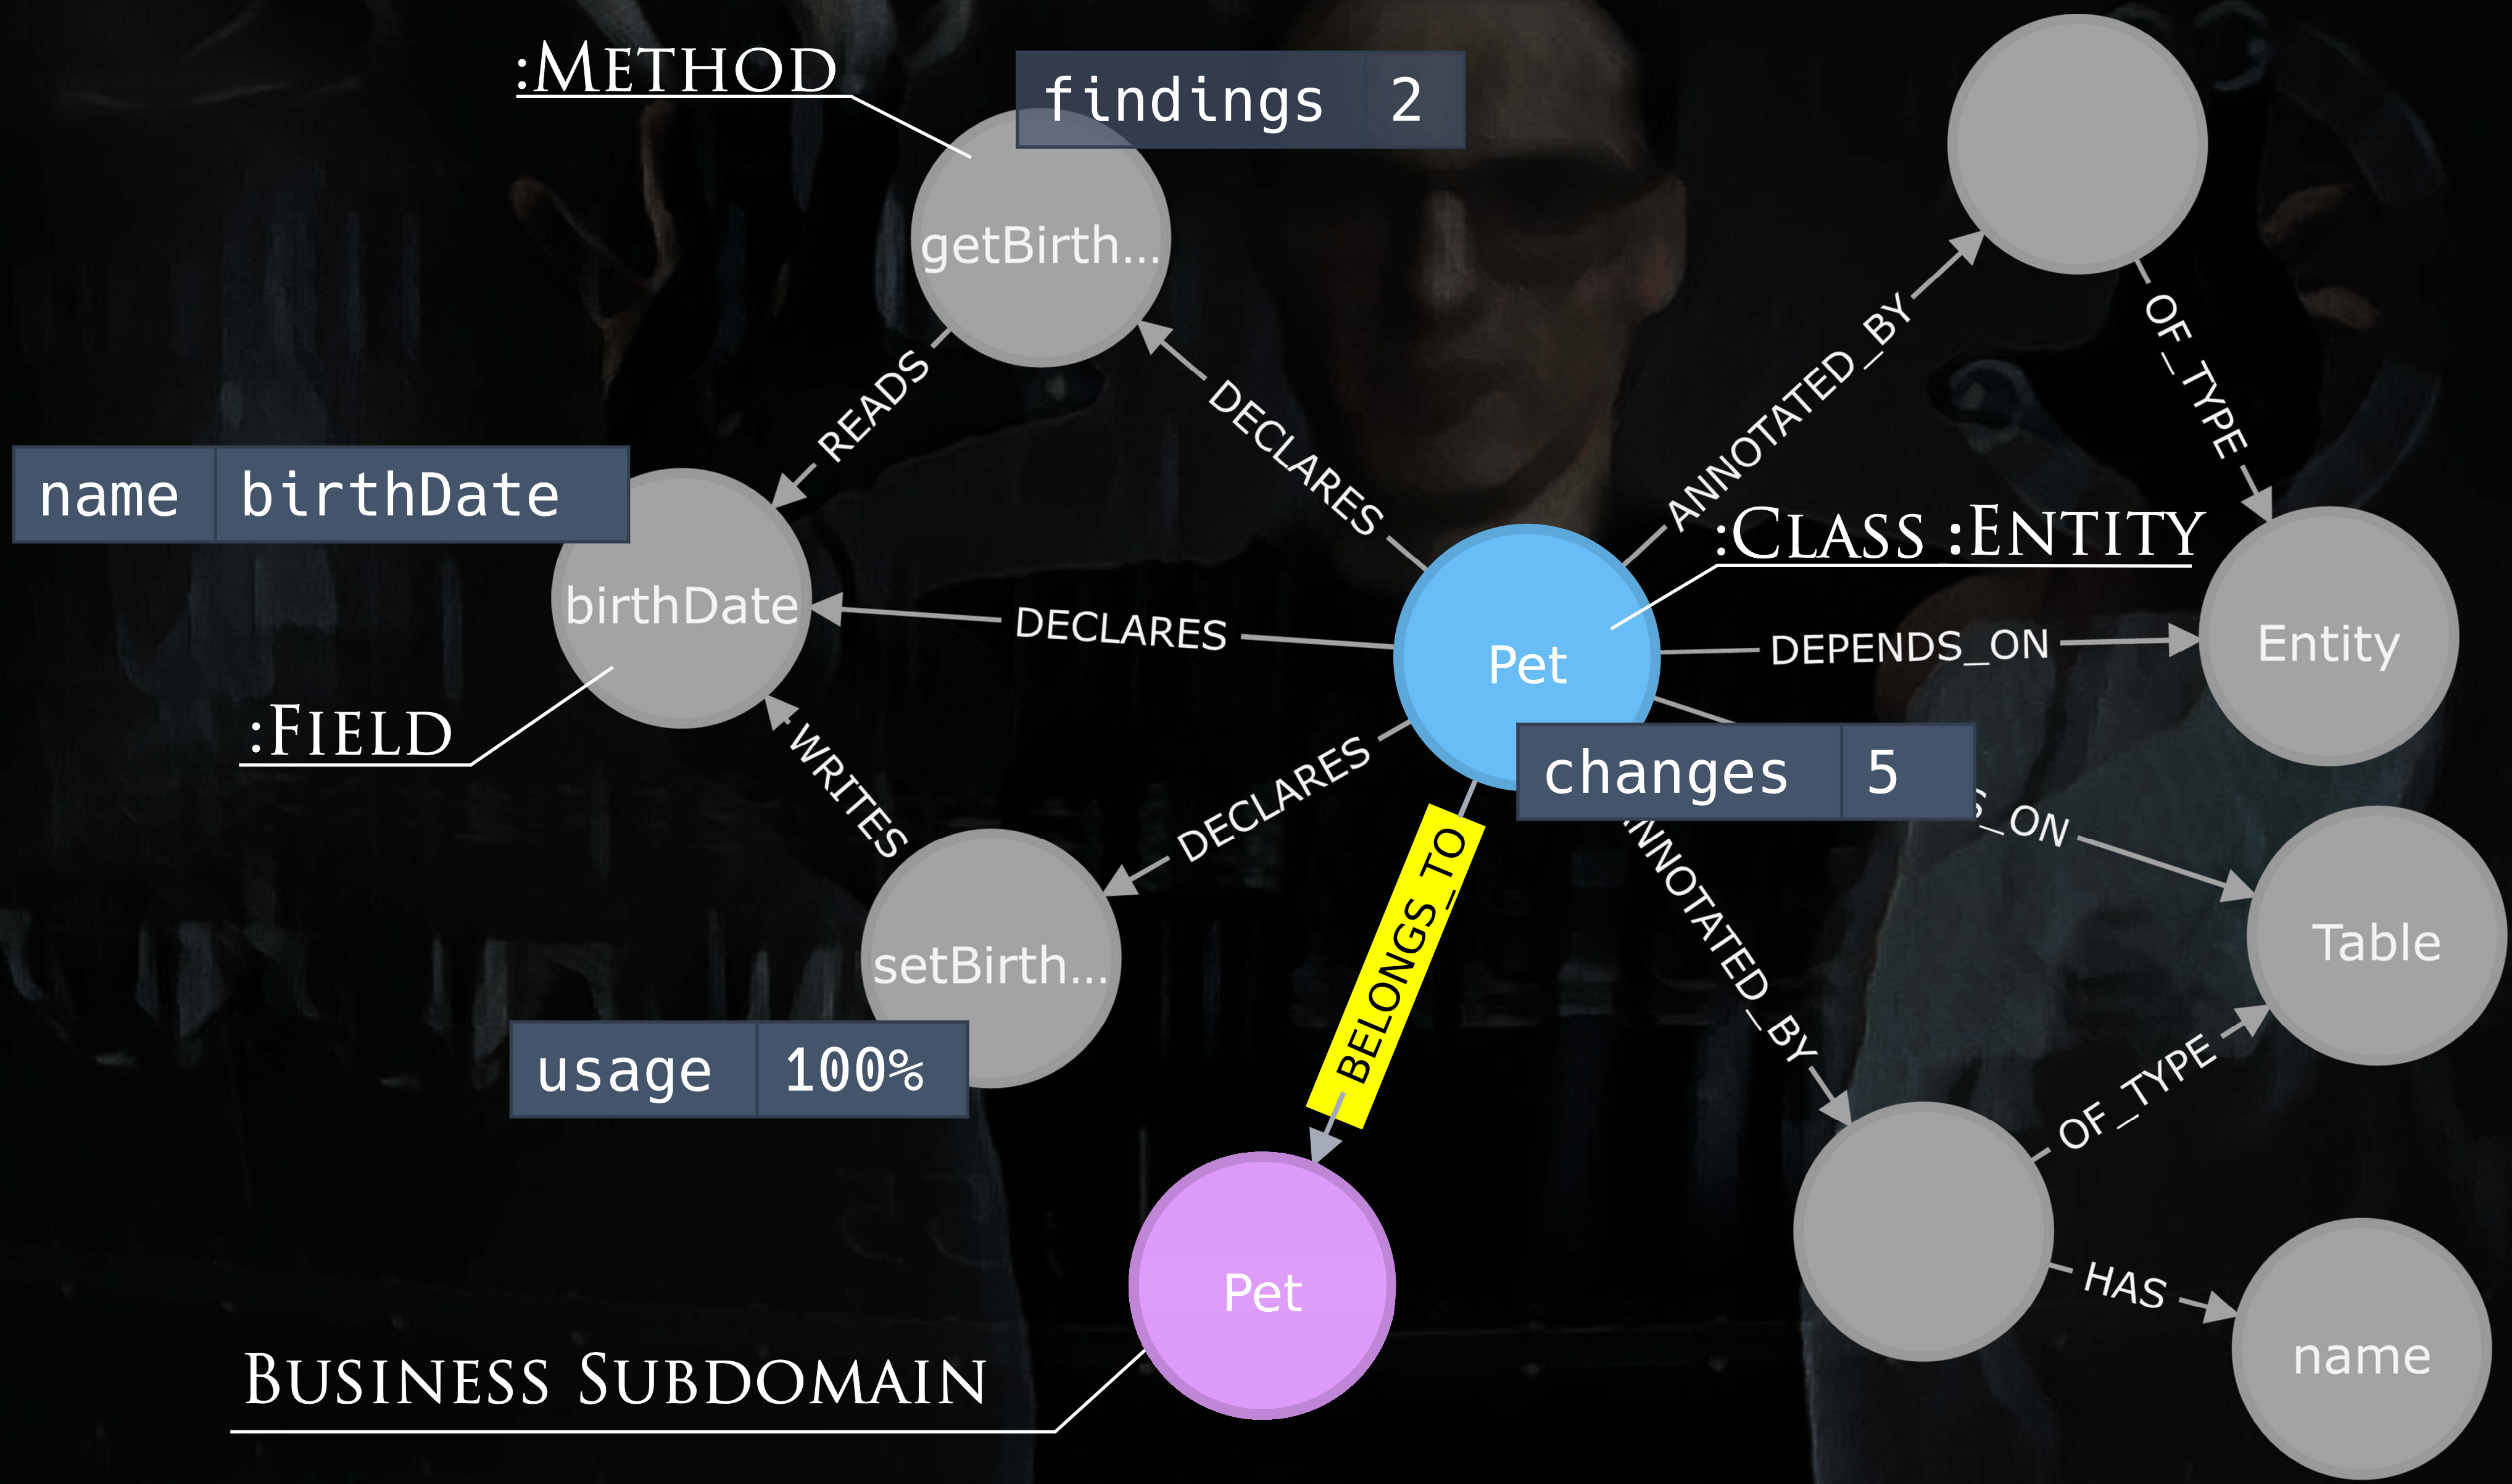 :Method
findings 2
getBirth...
READS
DECLARES
ANNOTATED_BY
OF_TYPE
name birthDate
birthDate
DECLARES
:Class :Entity
Pet
DEPENDS_ON
Entity
:Field
WRITES
DECLARES
changes 5
S_ON
Table
NNOTATED_BY
BELONGS_TO
setBirth...
usage 100%
OF_TYPE
Pet
HAS
name
Business Subdomain